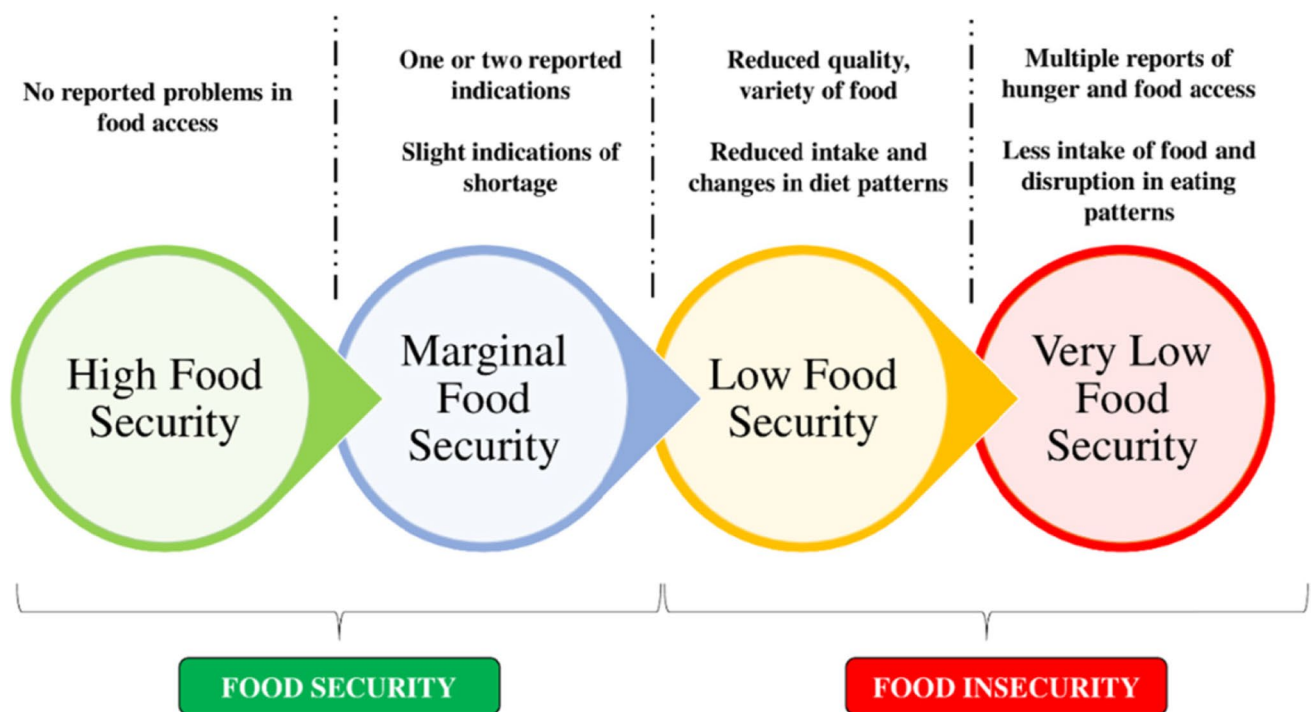 No reported problems in
food access
One or two reported
indications
Slight indications of
shortage
Reduced quality,
variety of food
Reduced intake and
changes in diet patterns
Multiple reports of
hunger and food access
Less intake of food and
disruption in eating
patterns
High Food
Security
Marginal
Food
Security
Low Food
Security
Very Low
Food
Security
FOOD SECURITY
FOOD INSECURITY